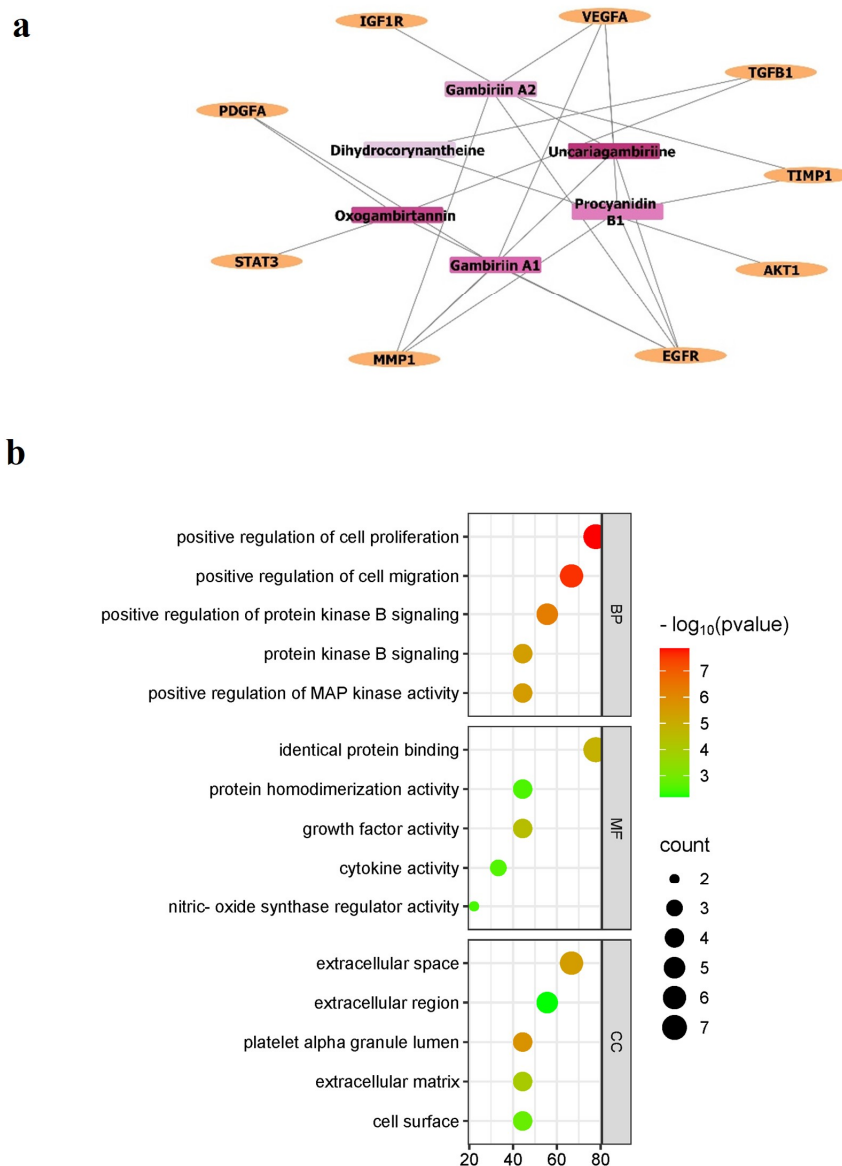 a
IGF1R
VEGFA
TGFB1
Gambiriin A2
PDGFA
Dihydrocorynantheine
Uncariagambiriine
TIMP1
Procyanidin
B1
Oxogambirtannin
STAT3
Gambiriin A1
AKT1
MMP1
EGFR
b
positive regulation of cell proliferation
positive regulation of cell migration
positive regulation of protein kinase B signaling
protein kinase B signaling
positive regulation of MAP kinase activity
BP
identical protein binding
protein homodimerization activity
growth factor activity
cytokine activity
nitric- oxide synthase regulator activity
MF
extracellular space
extracellular region
platelet alpha granule lumen
extracellular matrix
cell surface
CC
20 40 60 80
- log10(pvalue)
7
6
5
4
3
count
2
3
4
5
6
7